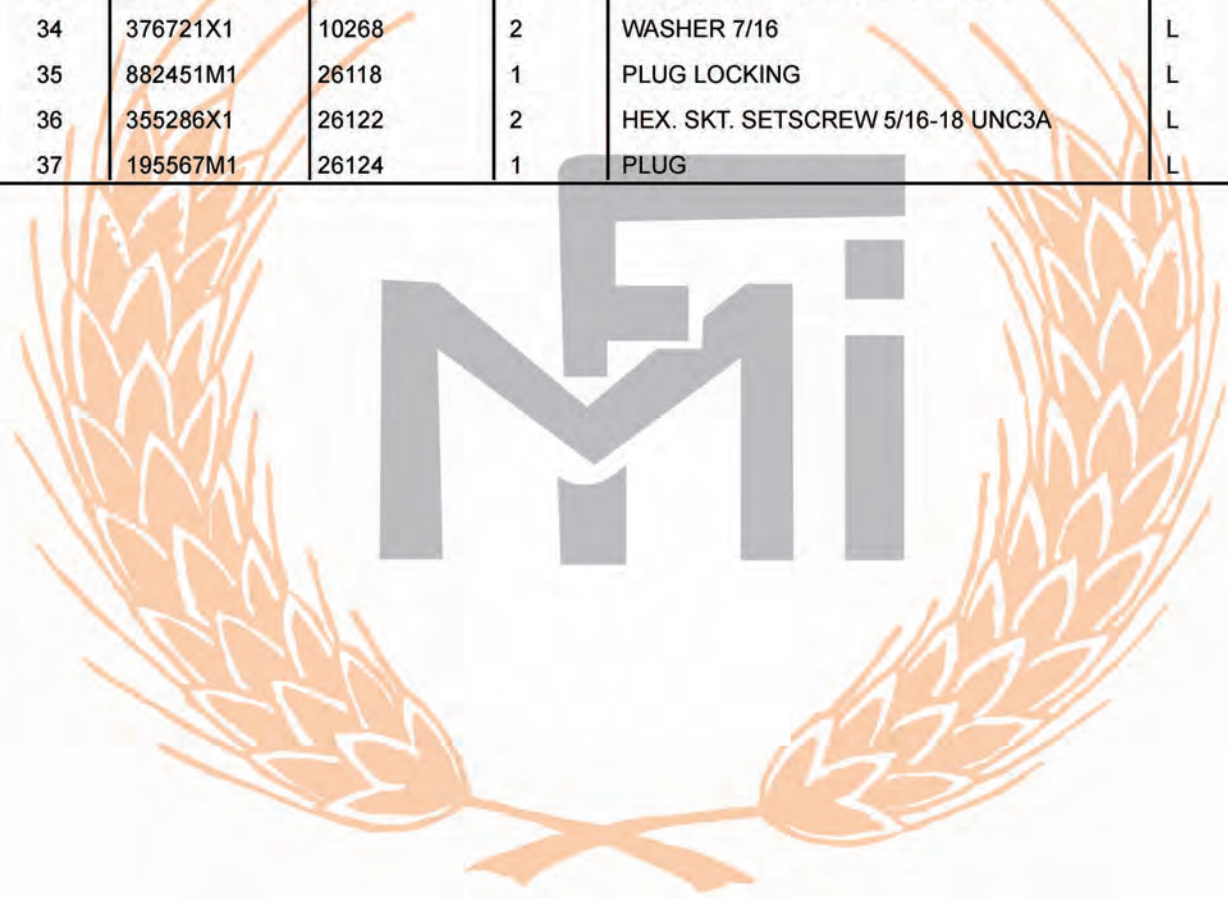 34 376721X1 10268 2 WASHER 7/16 L
35 882451M1 26118 1 PLUG LOCKING L
36 355286X1 26122 2 HEX. SKT. SETSCREW 5/16-18 UNC3A L
37 195567M1 26124 1 PLUG L
MFi